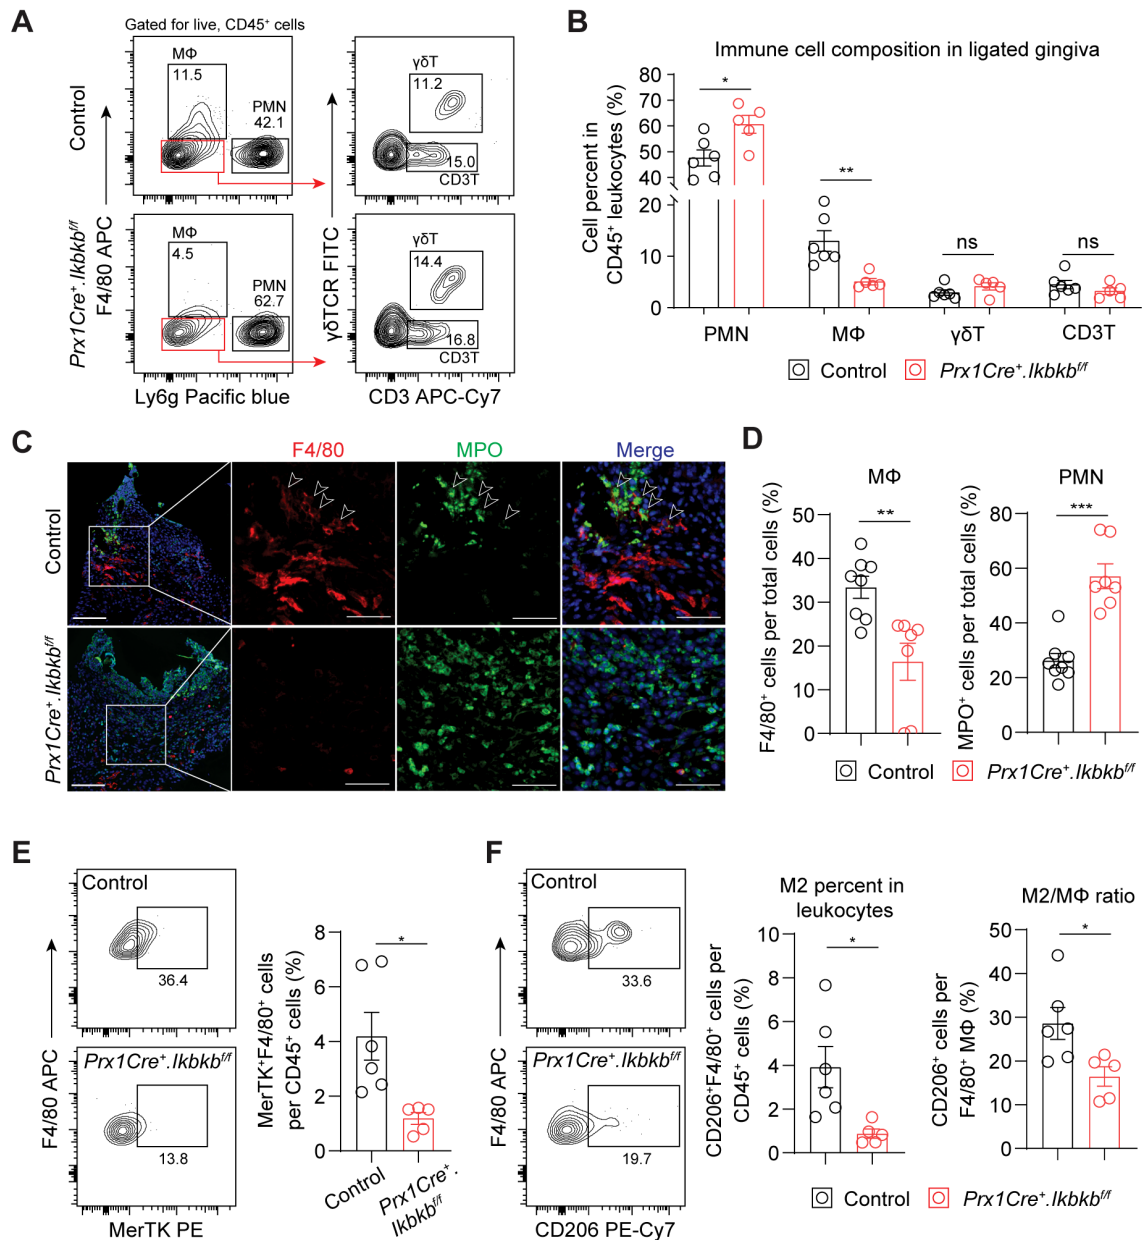 A
Gated for live, CD45⁺ cells
Control
Prx1Cre⁺.Ikbkb^f/f
F4/80 APC
MΦ
11.5
PMN
42.1
γδT
11.2
15.0
CD3T
MΦ
4.5
PMN
62.7
γδT
14.4
16.8
CD3T
γδTCR FITC
Ly6g Pacific blue
CD3 APC-Cy7
B
Immune cell composition in ligated gingiva
Cell percent in
CD45⁺ leukocytes (%)
80
70
60
50
40
20
10
0
*
**
ns
ns
PMN
MΦ
γδT
CD3T
Control
Prx1Cre⁺.Ikbkb^f/f
C
F4/80
MPO
Merge
Control
Prx1Cre⁺.Ikbkb^f/f
D
MΦ
F4/80⁺ cells per total cells (%)
50
40
30
20
10
0
**
PMN
MPO⁺ cells per total cells (%)
80
60
40
20
0
***
Control
Prx1Cre⁺.Ikbkb^f/f
E
Control
36.4
Prx1Cre⁺.Ikbkb^f/f
13.8
F4/80 APC
MerTK PE
MerTK⁺F4/80⁺ cells
per CD45⁺ cells (%)
8
6
4
2
0
*
Control
Prx1Cre⁺.
Ikbkb^f/f
F
Control
33.6
Prx1Cre⁺.Ikbkb^f/f
19.7
F4/80 APC
CD206 PE-Cy7
M2 percent in
leukocytes
CD206⁺F4/80⁺ cells per
CD45⁺ cells (%)
10
8
6
4
2
0
*
M2/MΦ ratio
CD206⁺ cells per
F4/80⁺ MΦ (%)
50
40
30
20
10
0
*
Control
Prx1Cre⁺.Ikbkb^f/f